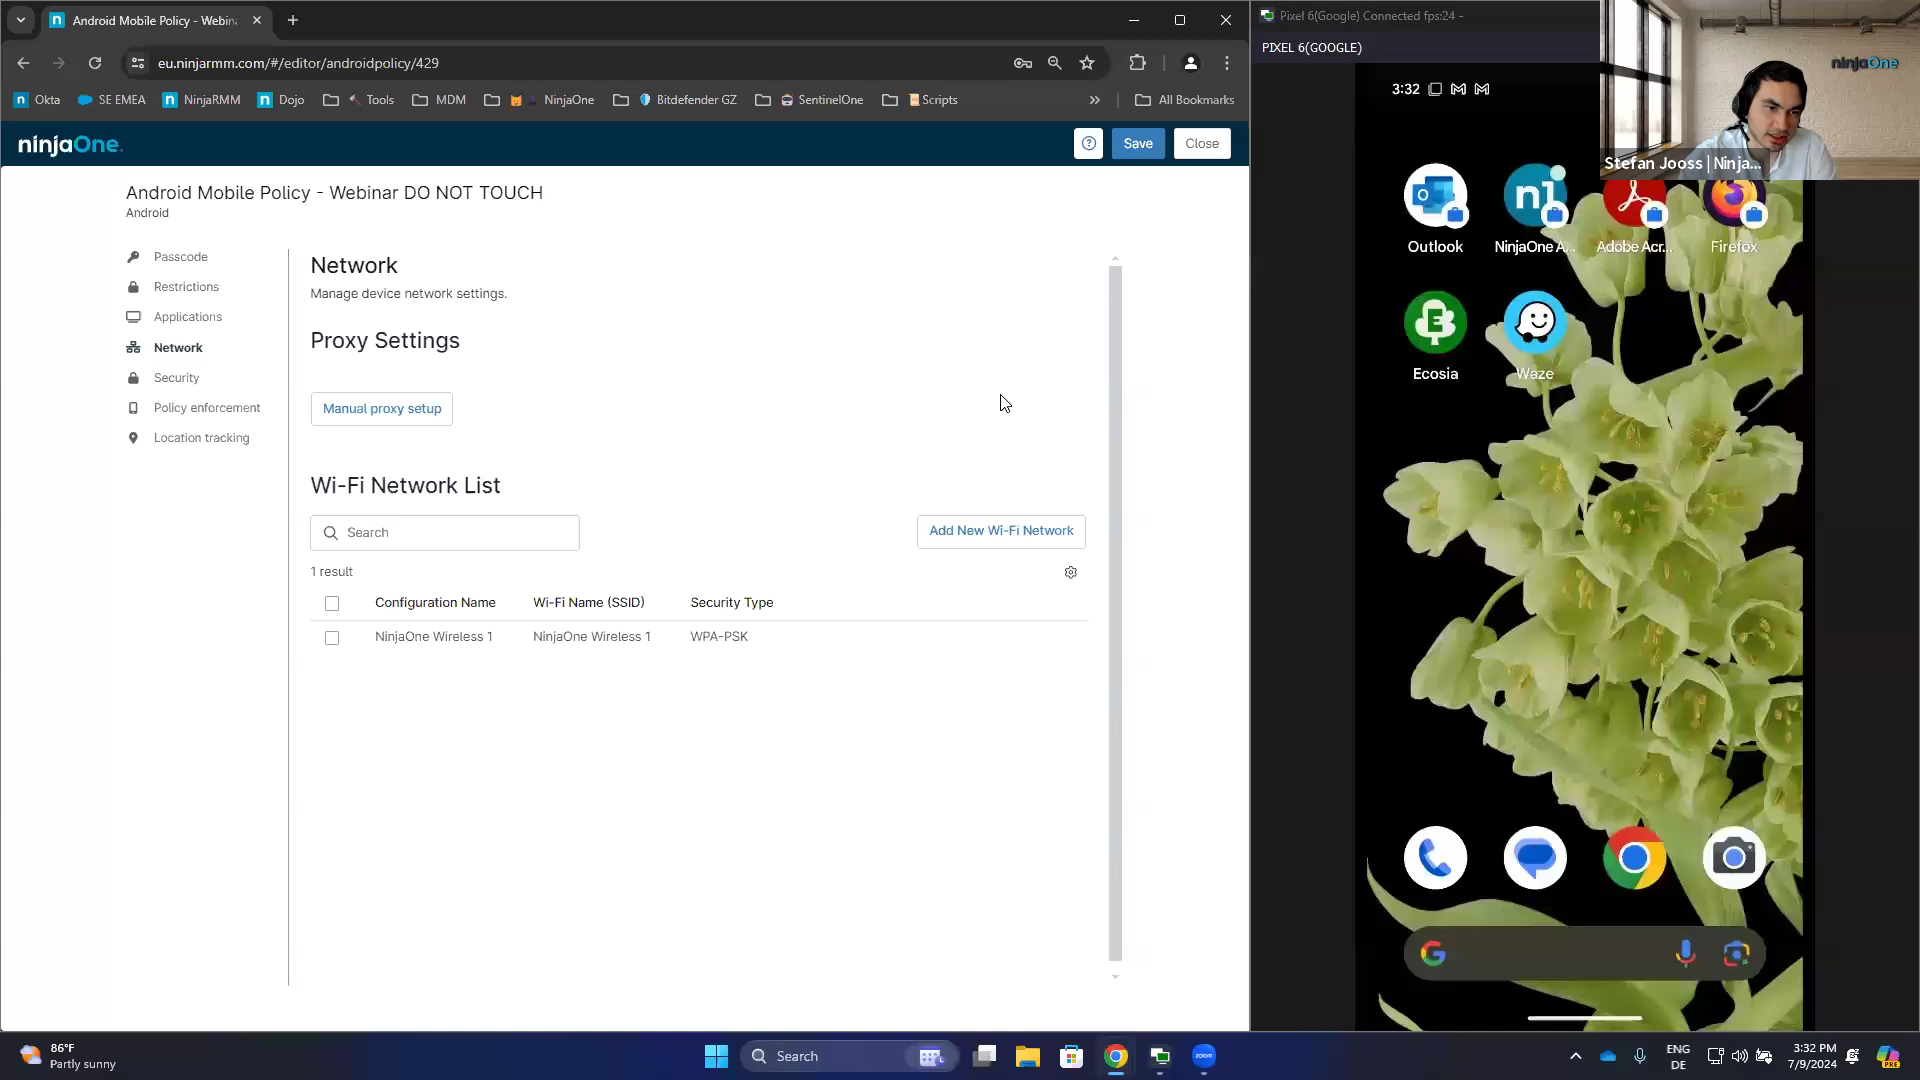 Android Mobile Policy - Webin
eu.ninjarmm.com/#/editor/androidpolicy/429
Okta
SE EMEA
NinjaRMM
Dojo
Tools
MDM
NinjaOne
Bitdefender GZ
SentinelOne
Scripts
All Bookmarks
ninjaOne.
Save
Close
Android Mobile Policy - Webinar DO NOT TOUCH
Android
Passcode
Restrictions
Applications
Network
Security
Policy enforcement
Location tracking
Network
Manage device network settings.
Proxy Settings
Manual proxy setup
Wi-Fi Network List
Search
Add New Wi-Fi Network
1 result
Configuration Name Wi-Fi Name (SSID) Security Type
NinjaOne Wireless 1 NinjaOne Wireless 1 WPA-PSK
Pixel 6(Google) Connected fps:24 -
PIXEL 6(GOOGLE)
ninjaOne
Stefan Jooss | Ninja...
3:32
Outlook
NinjaOne A...
Adobe Acr...
Firefox
Ecosia
Waze
86°F
Partly sunny
Search
zoom
ENG
DE
3:32 PM
7/9/2024
PRE